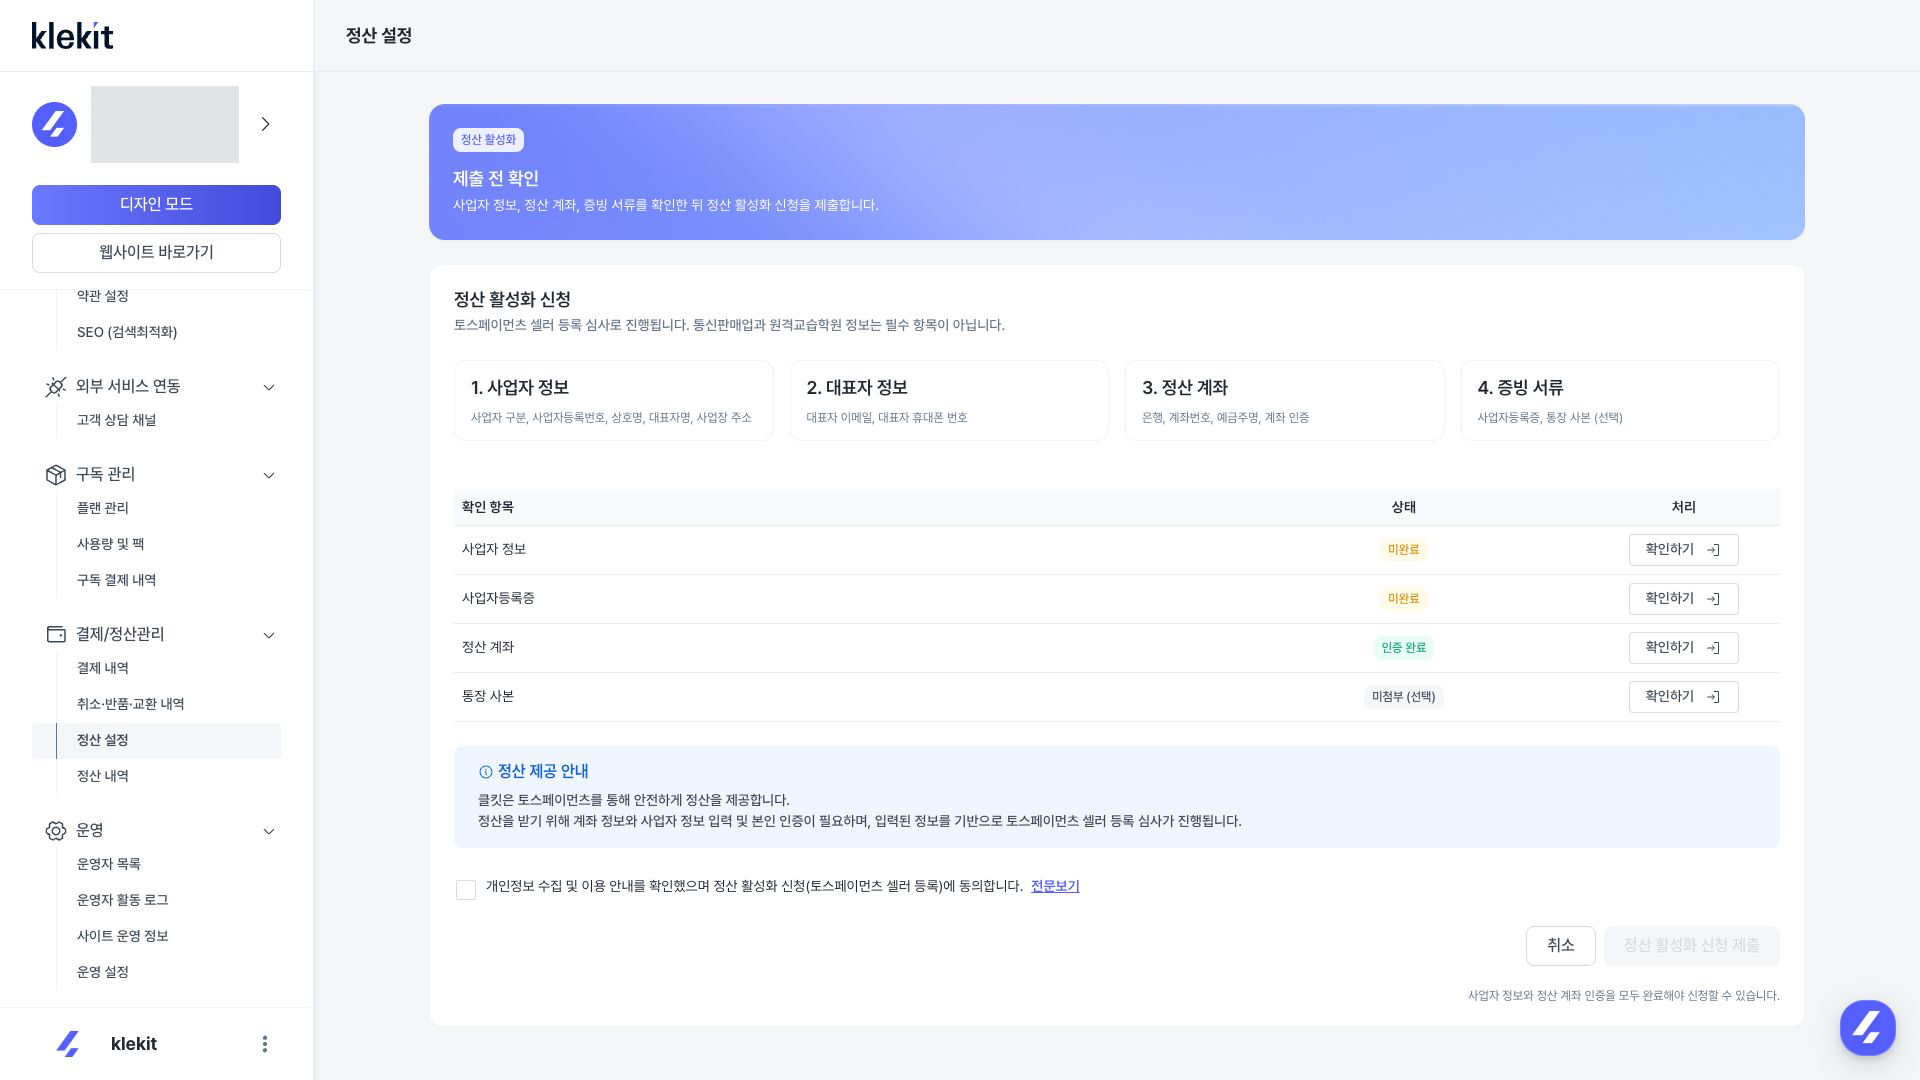 klekit
정산 설정
디자인 모드
웹사이트 바로가기
약관 설정
SEO (검색최적화)
외부 서비스 연동
고객 상담 채널
구독 관리
플랜 관리
사용량 및 팩
구독 결제 내역
결제/정산관리
결제 내역
취소·반품·교환 내역
정산 설정
정산 내역
운영
운영자 목록
운영자 활동 로그
사이트 운영 정보
운영 설정
klekit
정산 활성화
제출 전 확인
사업자 정보, 정산 계좌, 증빙 서류를 확인한 뒤 정산 활성화 신청을 제출합니다.
정산 활성화 신청
토스페이먼츠 셀러 등록 심사로 진행됩니다. 통신판매업과 원격교습학원 정보는 필수 항목이 아닙니다.
1. 사업자 정보
사업자 구분, 사업자등록번호, 상호명, 대표자명, 사업장 주소
2. 대표자 정보
대표자 이메일, 대표자 휴대폰 번호
3. 정산 계좌
은행, 계좌번호, 예금주명, 계좌 인증
4. 증빙 서류
사업자등록증, 통장 사본 (선택)
확인 항목 상태 처리
사업자 정보 미완료 확인하기
사업자등록증 미완료 확인하기
정산 계좌 인증 완료 확인하기
통장 사본 미첨부 (선택) 확인하기
정산 제공 안내
클킷은 토스페이먼츠를 통해 안전하게 정산을 제공합니다.
정산을 받기 위해 계좌 정보와 사업자 정보 입력 및 본인 인증이 필요하며, 입력된 정보를 기반으로 토스페이먼츠 셀러 등록 심사가 진행됩니다.
개인정보 수집 및 이용 안내를 확인했으며 정산 활성화 신청(토스페이먼츠 셀러 등록)에 동의합니다. 전문보기
취소 정산 활성화 신청 제출
사업자 정보와 정산 계좌 인증을 모두 완료해야 신청할 수 있습니다.